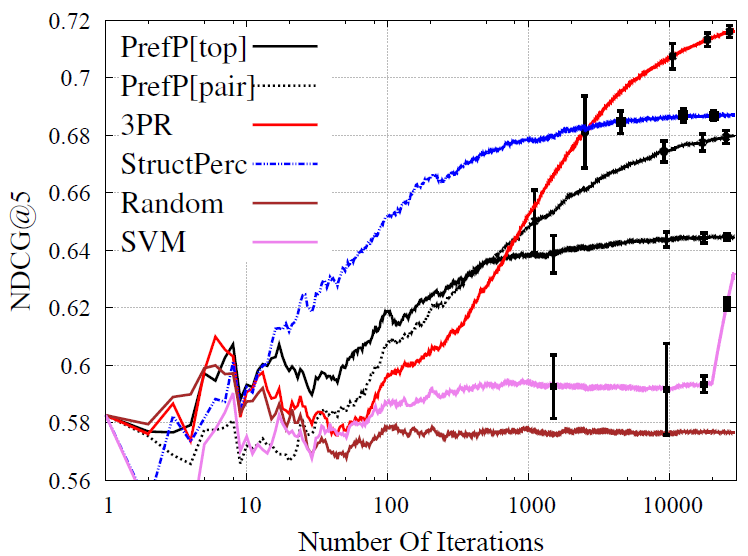 0.72
0.7
0.68
0.66
0.64
0.62
0.6
0.58
0.56
NDCG@5
PrefP[top]
PrefP[pair]
3PR
StructPerc
Random
SVM
1 10 100 1000 10000
Number Of Iterations